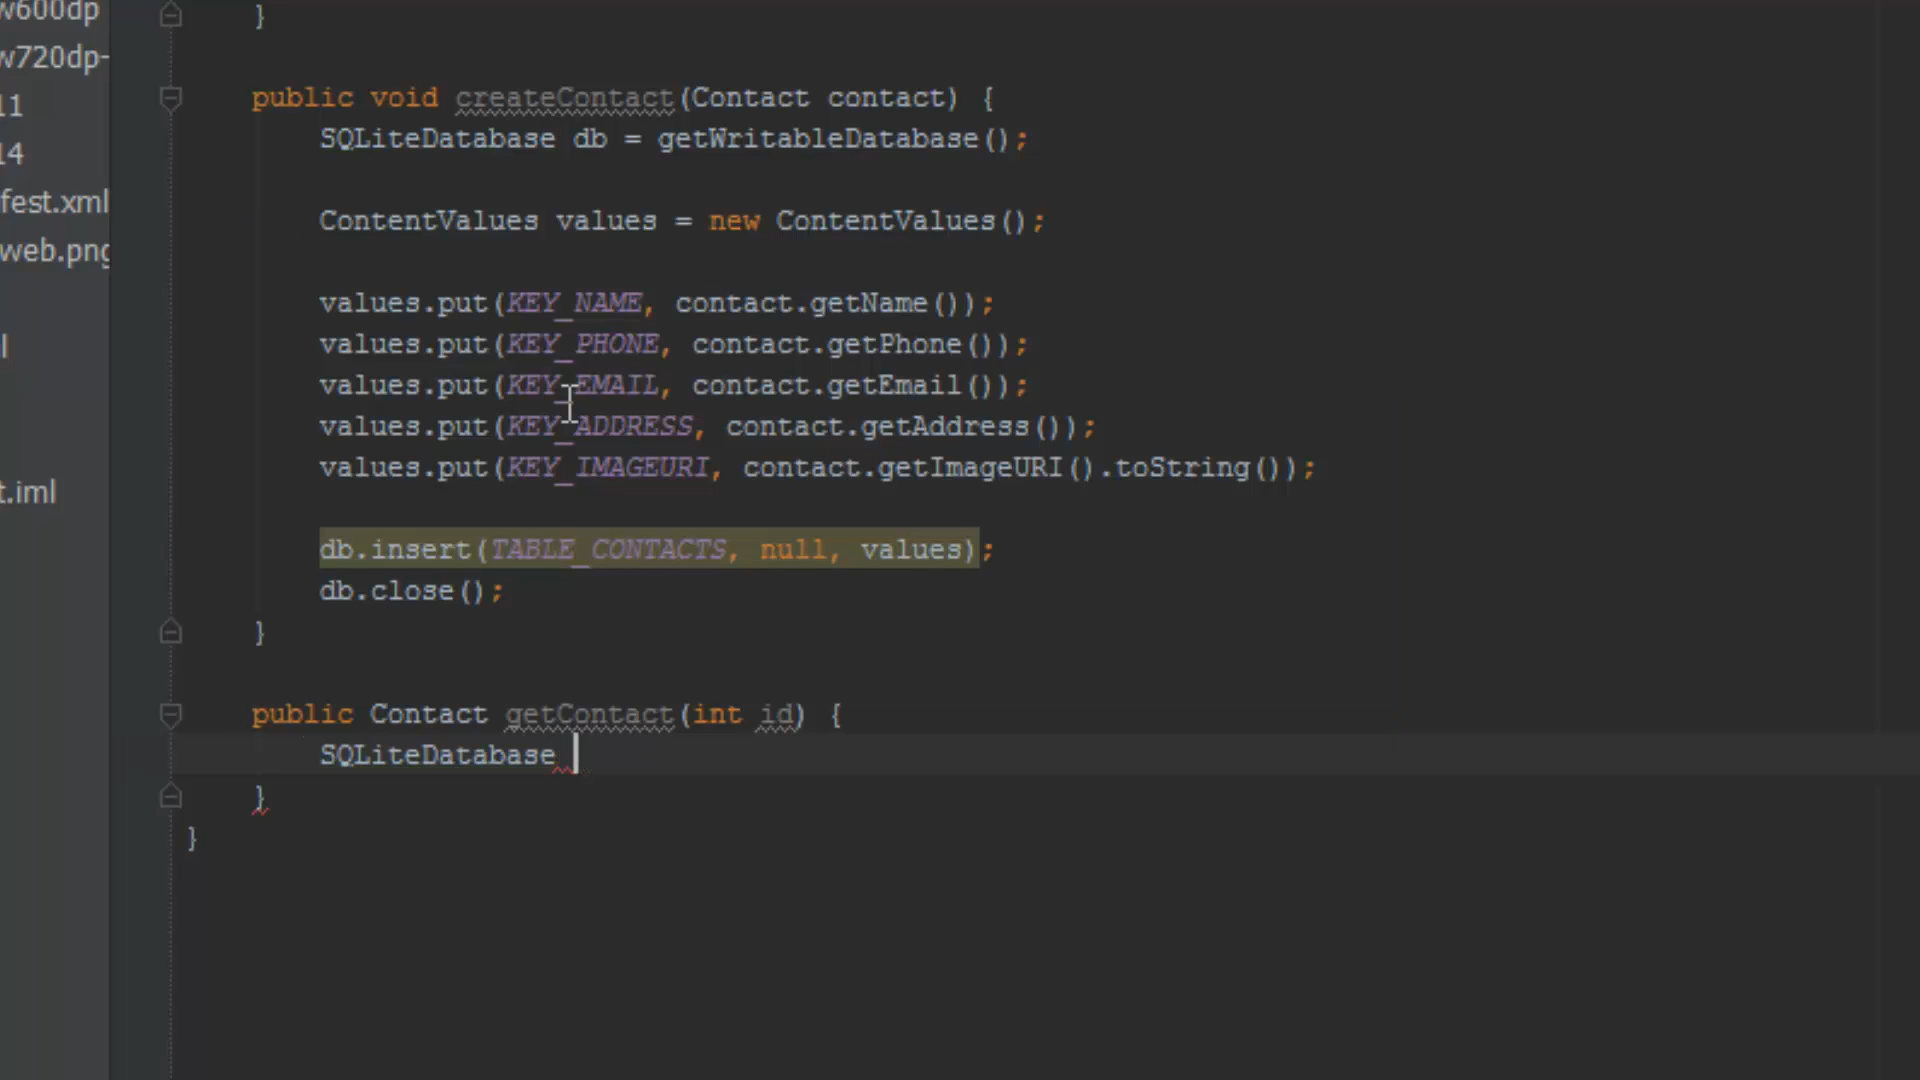 w600dp
w720dp-
11
14
fest.xml
web.png
l
t.iml
}
public void createContact(Contact contact) {
SQLiteDatabase db = getWritableDatabase();
ContentValues values = new ContentValues();
values.put(KEY_NAME, contact.getName());
values.put(KEY_PHONE, contact.getPhone());
values.put(KEY_EMAIL, contact.getEmail());
values.put(KEY_ADDRESS, contact.getAddress());
values.put(KEY_IMAGEURI, contact.getImageURI().toString());
db.insert(TABLE_CONTACTS, null, values);
db.close();
}
public Contact getContact(int id) {
SQLiteDatabase
}
}